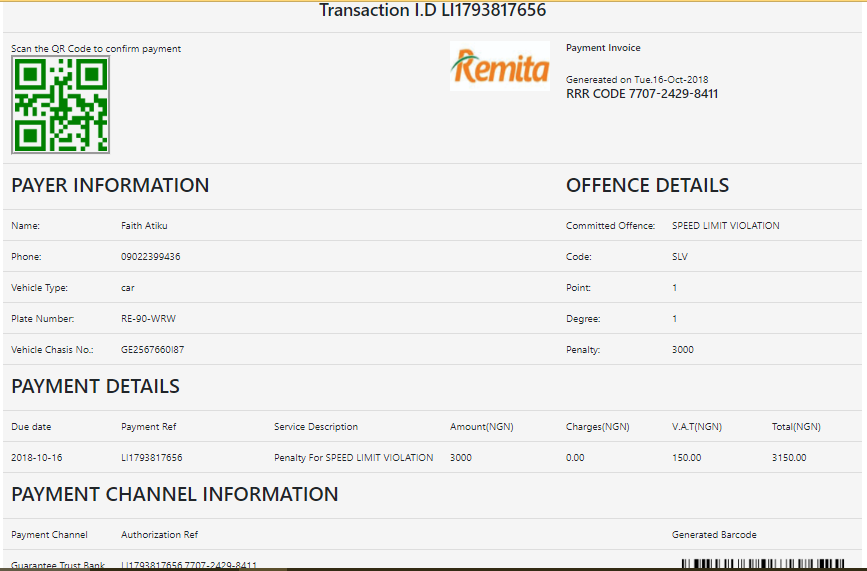 Transaction I.D LI1793817656
Scan the QR Code to confirm payment
Remita
Payment Invoice
Genereated on Tue.16-Oct-2018
RRR CODE 7707-2429-8411
PAYER INFORMATION
OFFENCE DETAILS
Name: Faith Atiku Committed Offence: SPEED LIMIT VIOLATION
Phone: 09022399436 Code: SLV
Vehicle Type: car Point: 1
Plate Number: RE-90-WRW Degree: 1
Vehicle Chasis No.: GE2567660I87 Penalty: 3000
PAYMENT DETAILS
Due date Payment Ref Service Description Amount(NGN) Charges(NGN) V.A.T(NGN) Total(NGN)
2018-10-16 LI1793817656 Penalty For SPEED LIMIT VIOLATION 3000 0.00 150.00 3150.00
PAYMENT CHANNEL INFORMATION
Payment Channel Authorization Ref Generated Barcode
Guarantee Trust Bank LI1793817656,7707-2429-8411